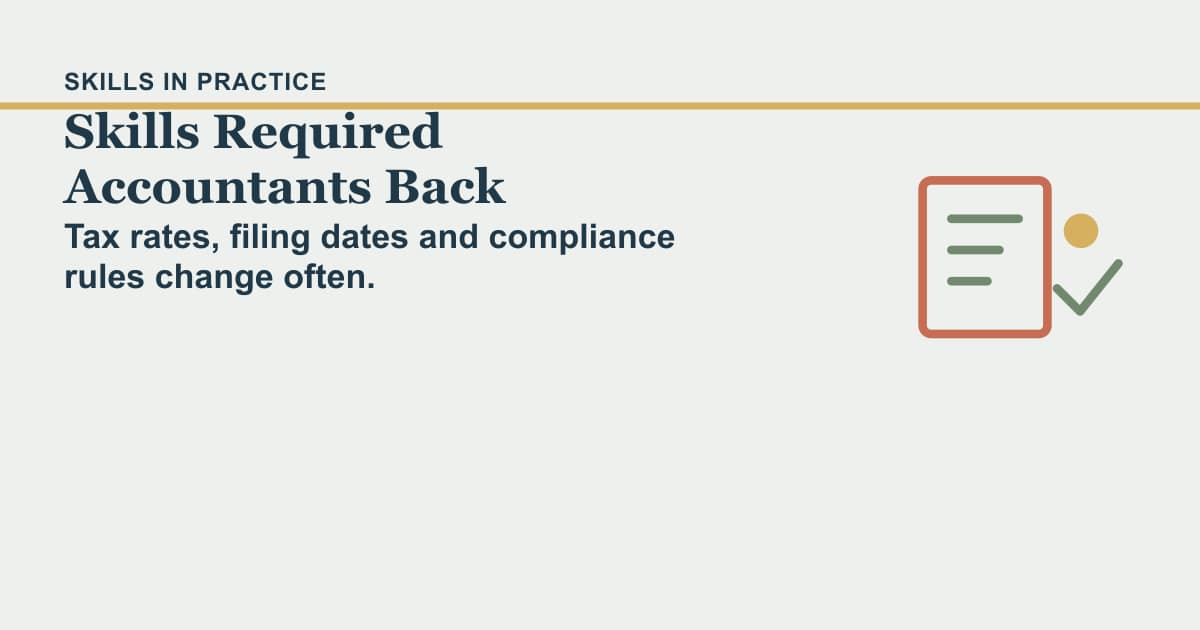 SKILLS IN PRACTICE
Skills Required
Accountants Back
Tax rates, filing dates and compliance
rules change often.